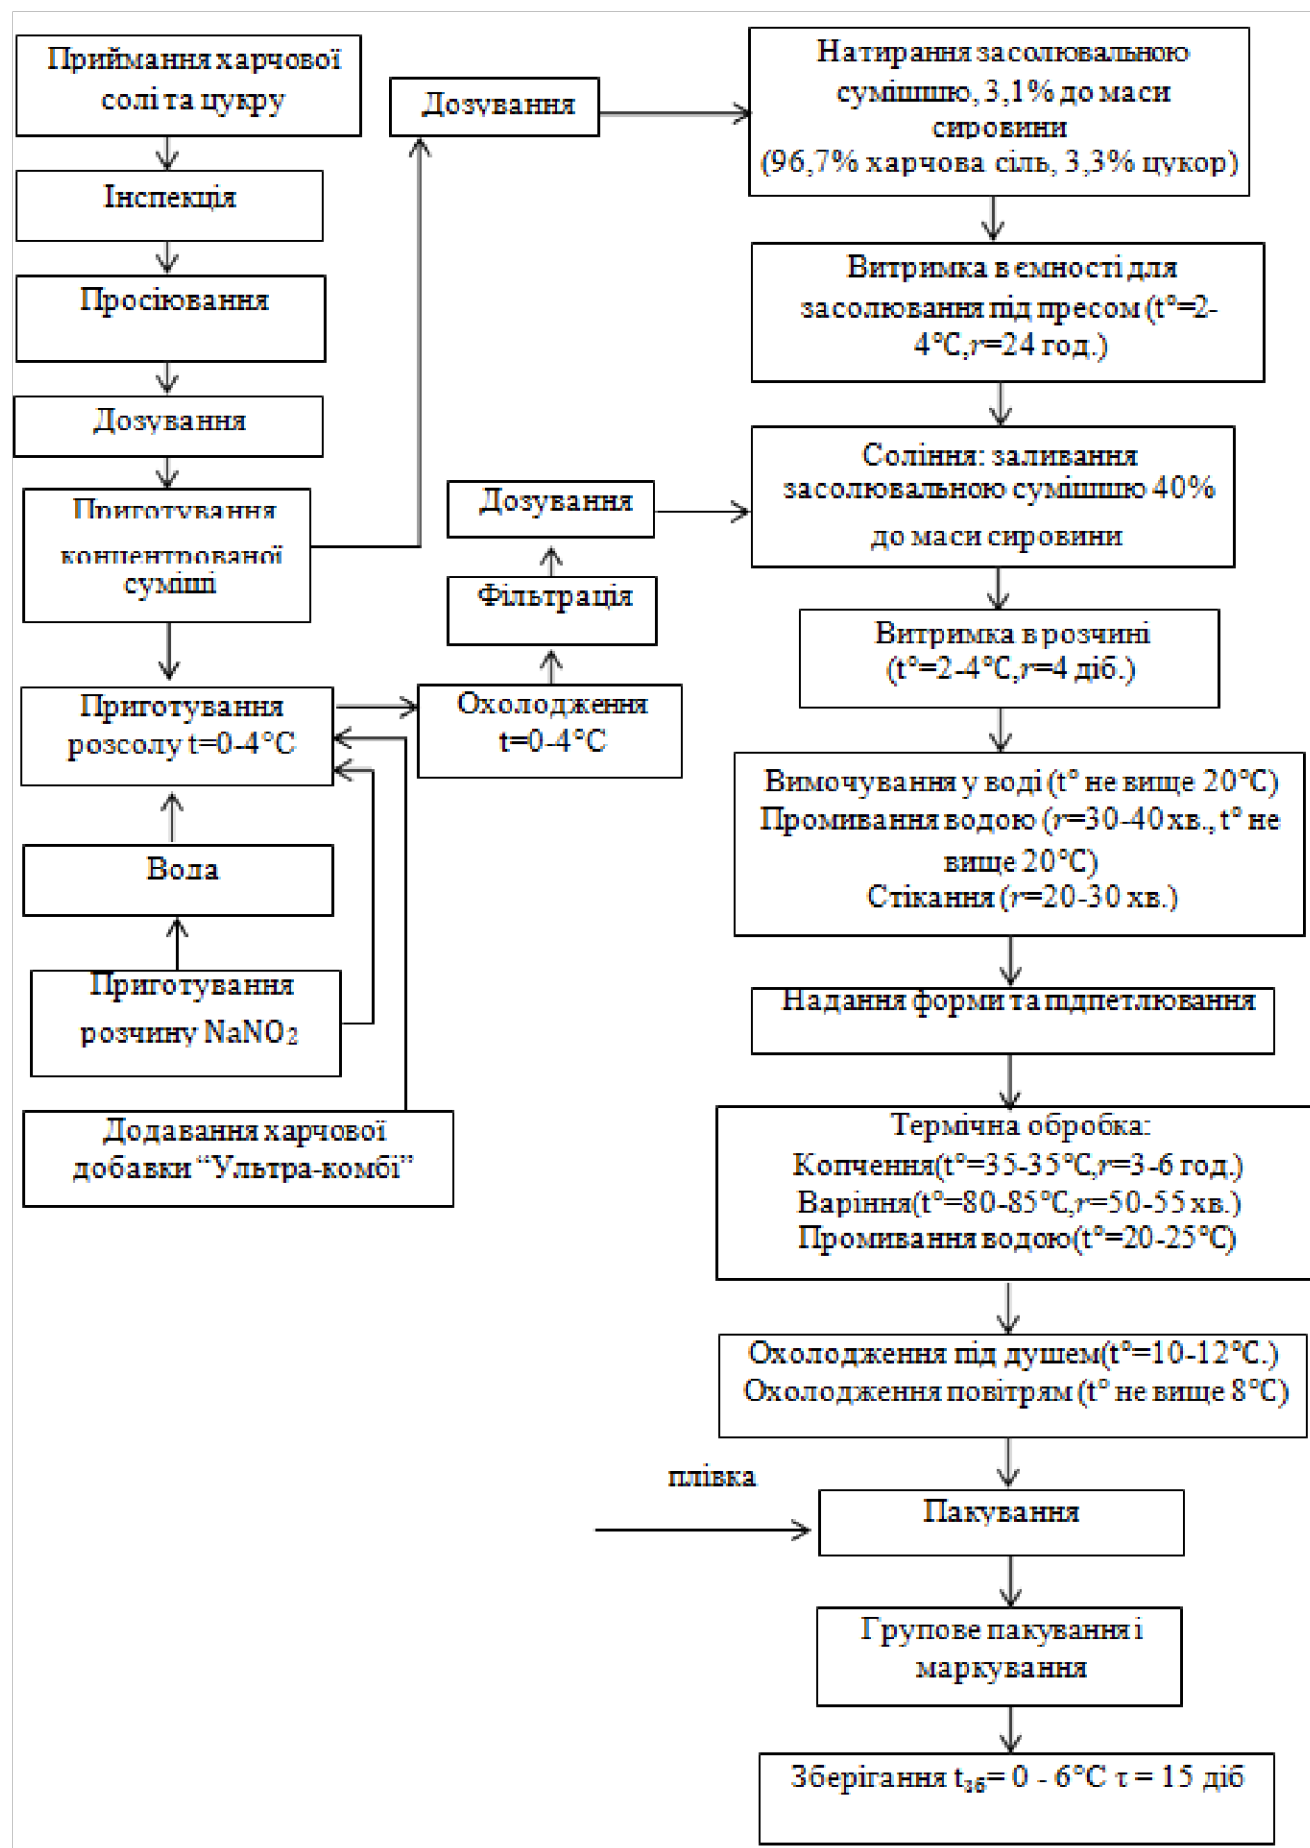 Приймання харчової
солі та цукру
Інспекція
Просіювання
Дозування
Приготування
концентрованої
суміші
Приготування
розсолу t=0-4°C
Вода
Приготування
розчину NaNO₂
Додавання харчової
добавки “Ультра-комбі”
Дозування
Дозування
Фільтрація
Охолодження
t=0-4°C
Натирання засолювальною
сумішшю, 3,1% до маси
сировини
(96,7% харчова сіль, 3,3% цукор)
Витримка в ємності для
засолювання під пресом (t°=2-
4°C,r=24 год.)
Соління: заливання
засолювальною сумішшю 40%
до маси сировини
Витримка в розчині
(t°=2-4°C,r=4 діб.)
Вимочування у воді (t° не вище 20°C)
Промивання водою (r=30-40 хв., t° не
вище 20°C)
Стікання (r=20-30 хв.)
Надання форми та підпетлювання
Термічна обробка:
Копчення(t°=35-35°C,r=3-6 год.)
Варіння(t°=80-85°C,r=50-55 хв.)
Промивання водою(t°=20-25°C)
Охолодження під душем(t°=10-12°C.)
Охолодження повітрям (t° не вище 8°C)
плівка
Пакування
Групове пакування і
маркування
Зберігання tзб= 0 - 6°C τ = 15 діб